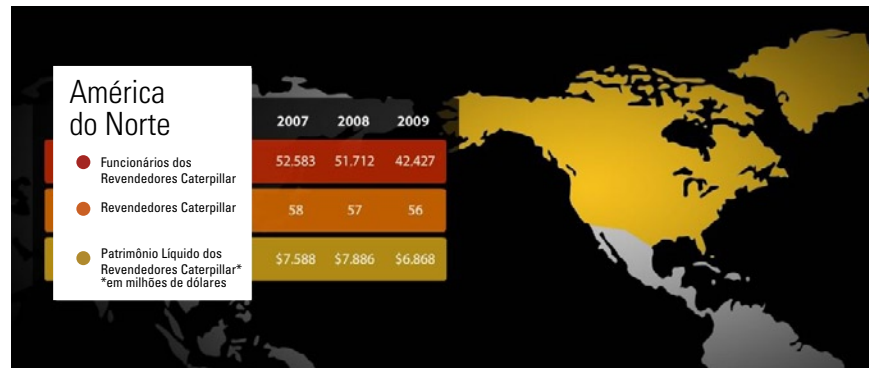 América
do Norte
2007 2008 2009
Funcionários dos
Revendedores Caterpillar
52.583 51.712 42.427
Revendedores Caterpillar
58 57 56
Patrimônio Líquido dos
Revendedores Caterpillar*
*em milhões de dólares
$7.588 $7.886 $6.868